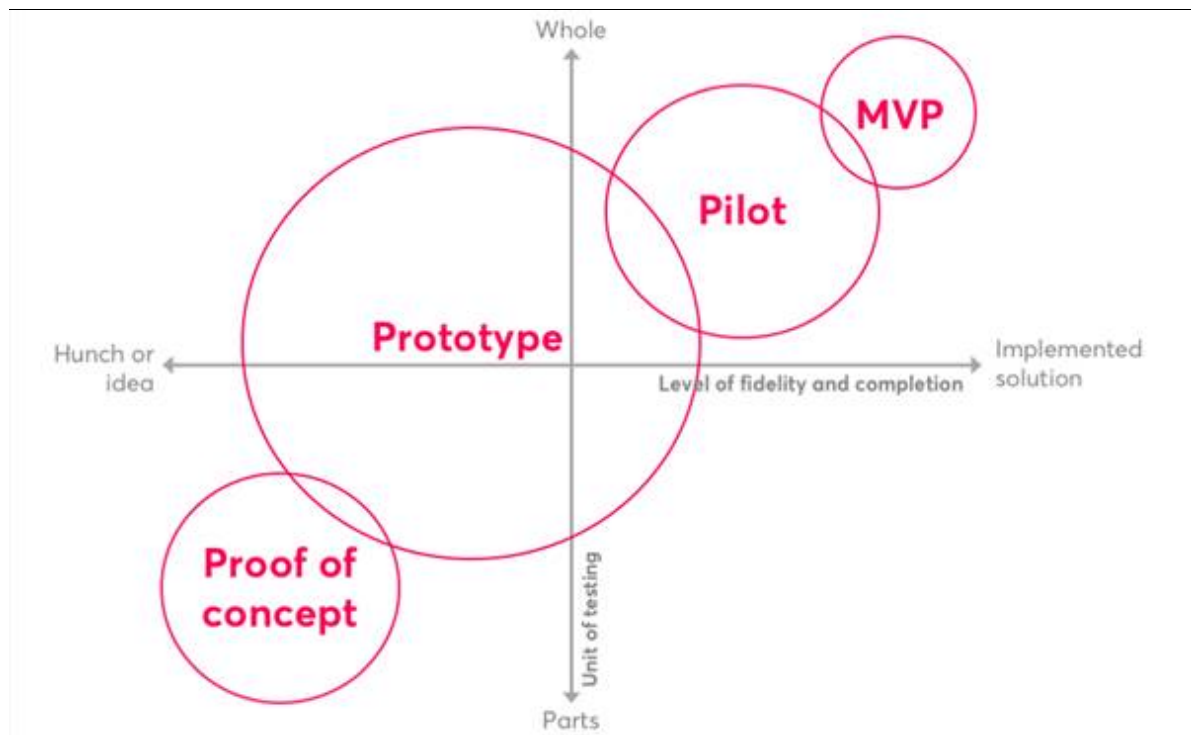 Whole
MVP
Pilot
Prototype
Hunch or
idea
Implemented
solution
Level of fidelity and completion
Proof of
concept
Unit of testing
Parts